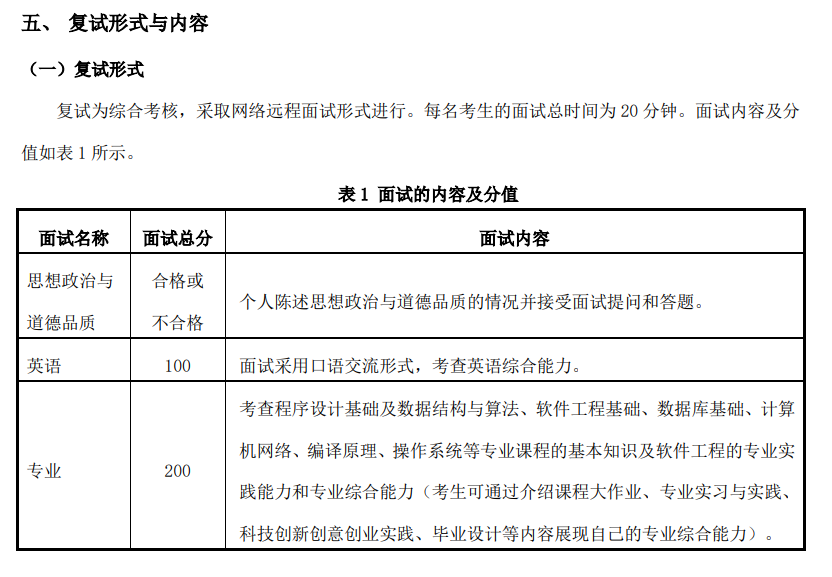 五、 复试形式与内容
（一）复试形式
复试为综合考核，采取网络远程面试形式进行。每名考生的面试总时间为 20 分钟。面试内容及分
值如表 1 所示。
表 1 面试的内容及分值
面试名称 面试总分 面试内容
思想政治与
道德品质
合格或
不合格
个人陈述思想政治与道德品质的情况并接受面试提问和答题。
英语 100 面试采用口语交流形式，考查英语综合能力。
专业 200
考查程序设计基础及数据结构与算法、软件工程基础、数据库基础、计算
机网络、编译原理、操作系统等专业课程的基本知识及软件工程的专业实
践能力和专业综合能力（考生可通过介绍课程大作业、专业实习与实践、
科技创新创意创业实践、毕业设计等内容展现自己的专业综合能力）。